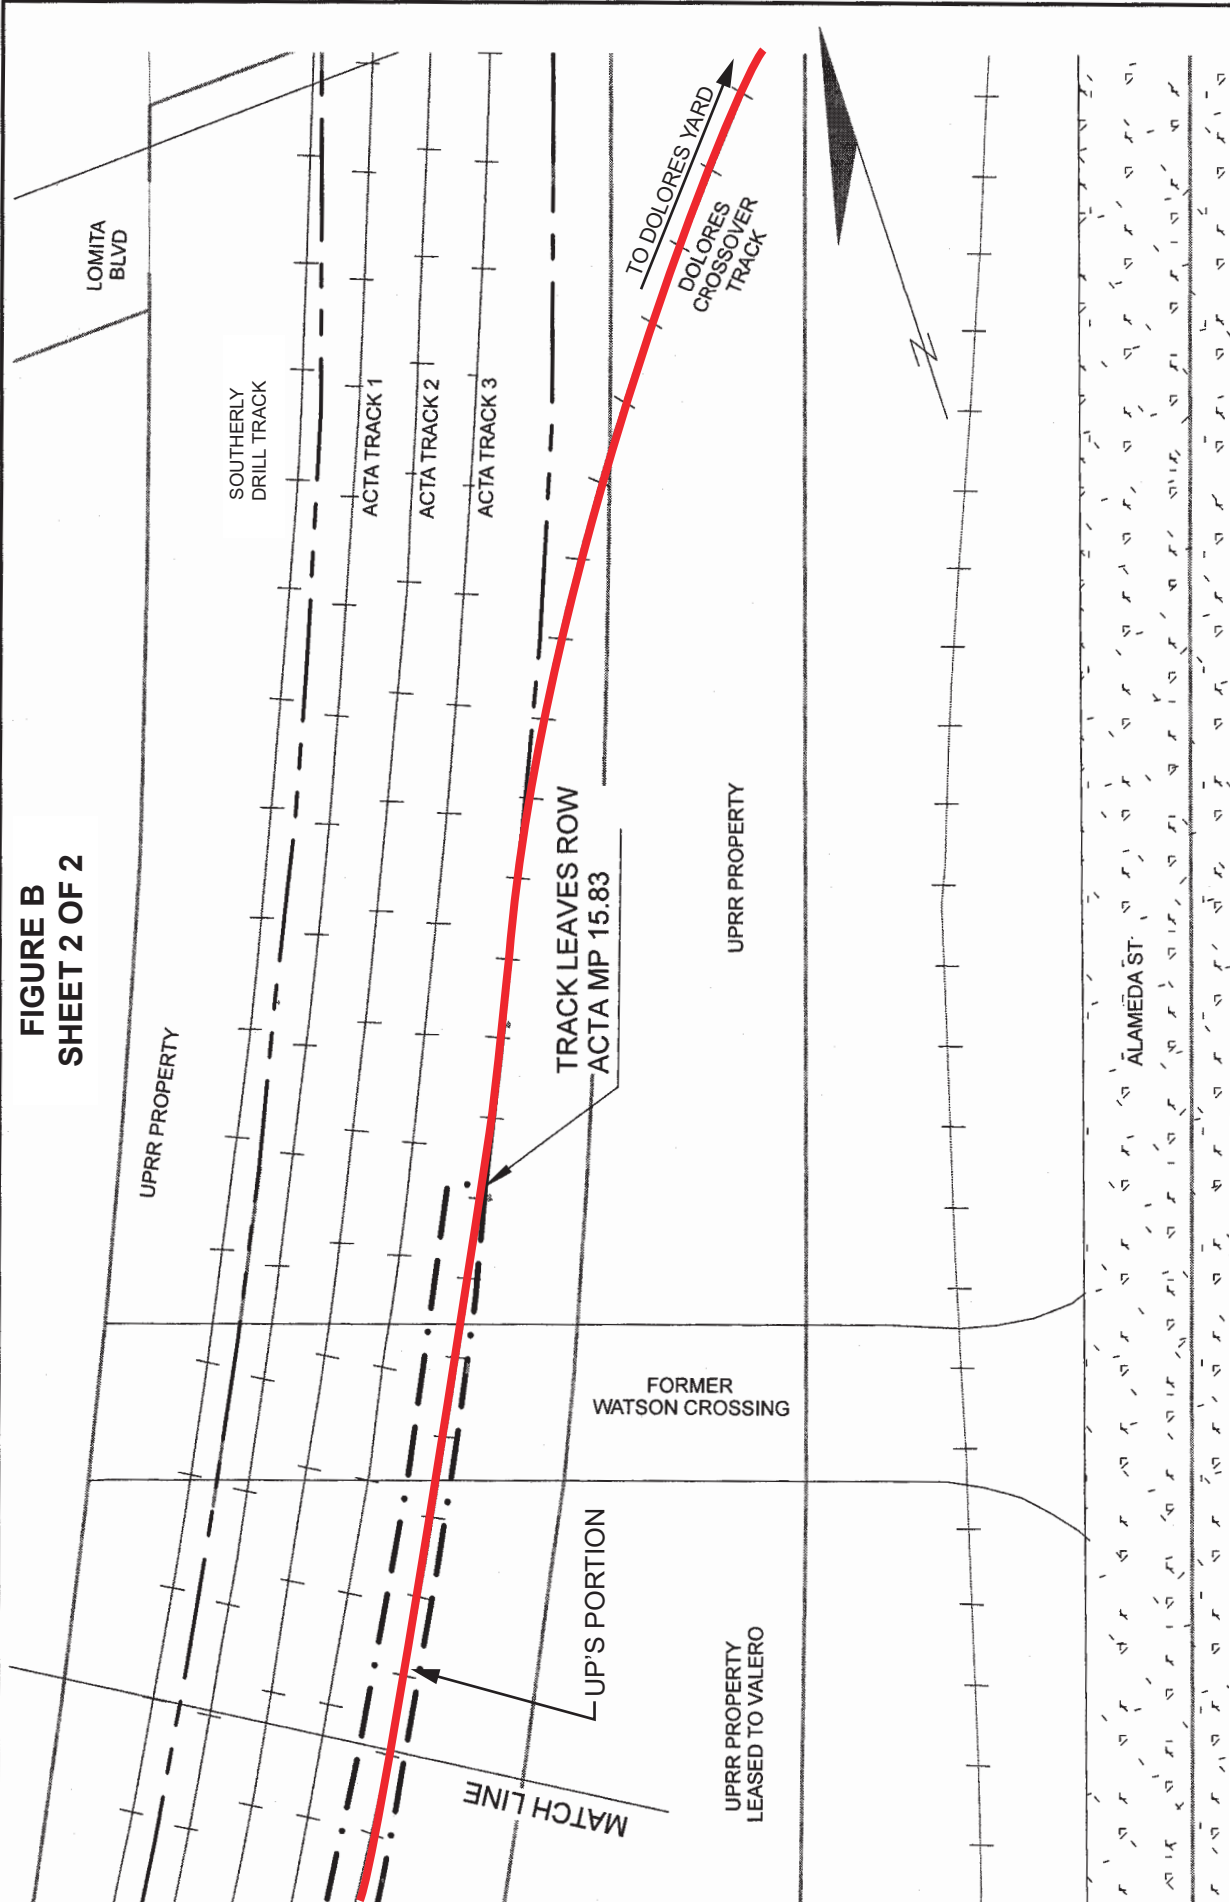 FIGURE B
SHEET 2 OF 2
LOMITA
BLVD
SOUTHERLY
DRILL TRACK
ACTA TRACK 1
ACTA TRACK 2
ACTA TRACK 3
TO DOLORES YARD
DOLORES
CROSSOVER
TRACK
UPRR PROPERTY
TRACK LEAVES ROW
ACTA MP 15.83
UPRR PROPERTY
ALAMEDA ST
FORMER
WATSON CROSSING
UP'S PORTION
UPRR PROPERTY
LEASED TO VALERO
MATCH LINE
N